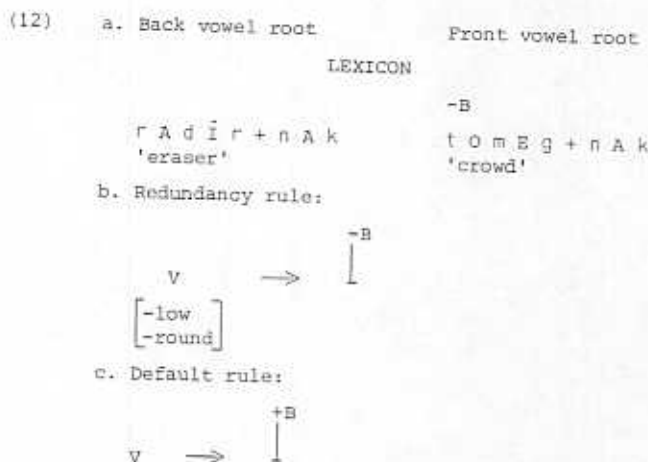 (12) a. Back vowel root Front vowel root
LEXICON
-B
r A d Ī r + n A k t O m E g + n A k
'eraser' 'crowd'
b. Redundancy rule:
-B
V → 
[-low
-round]
c. Default rule:
+B
V →